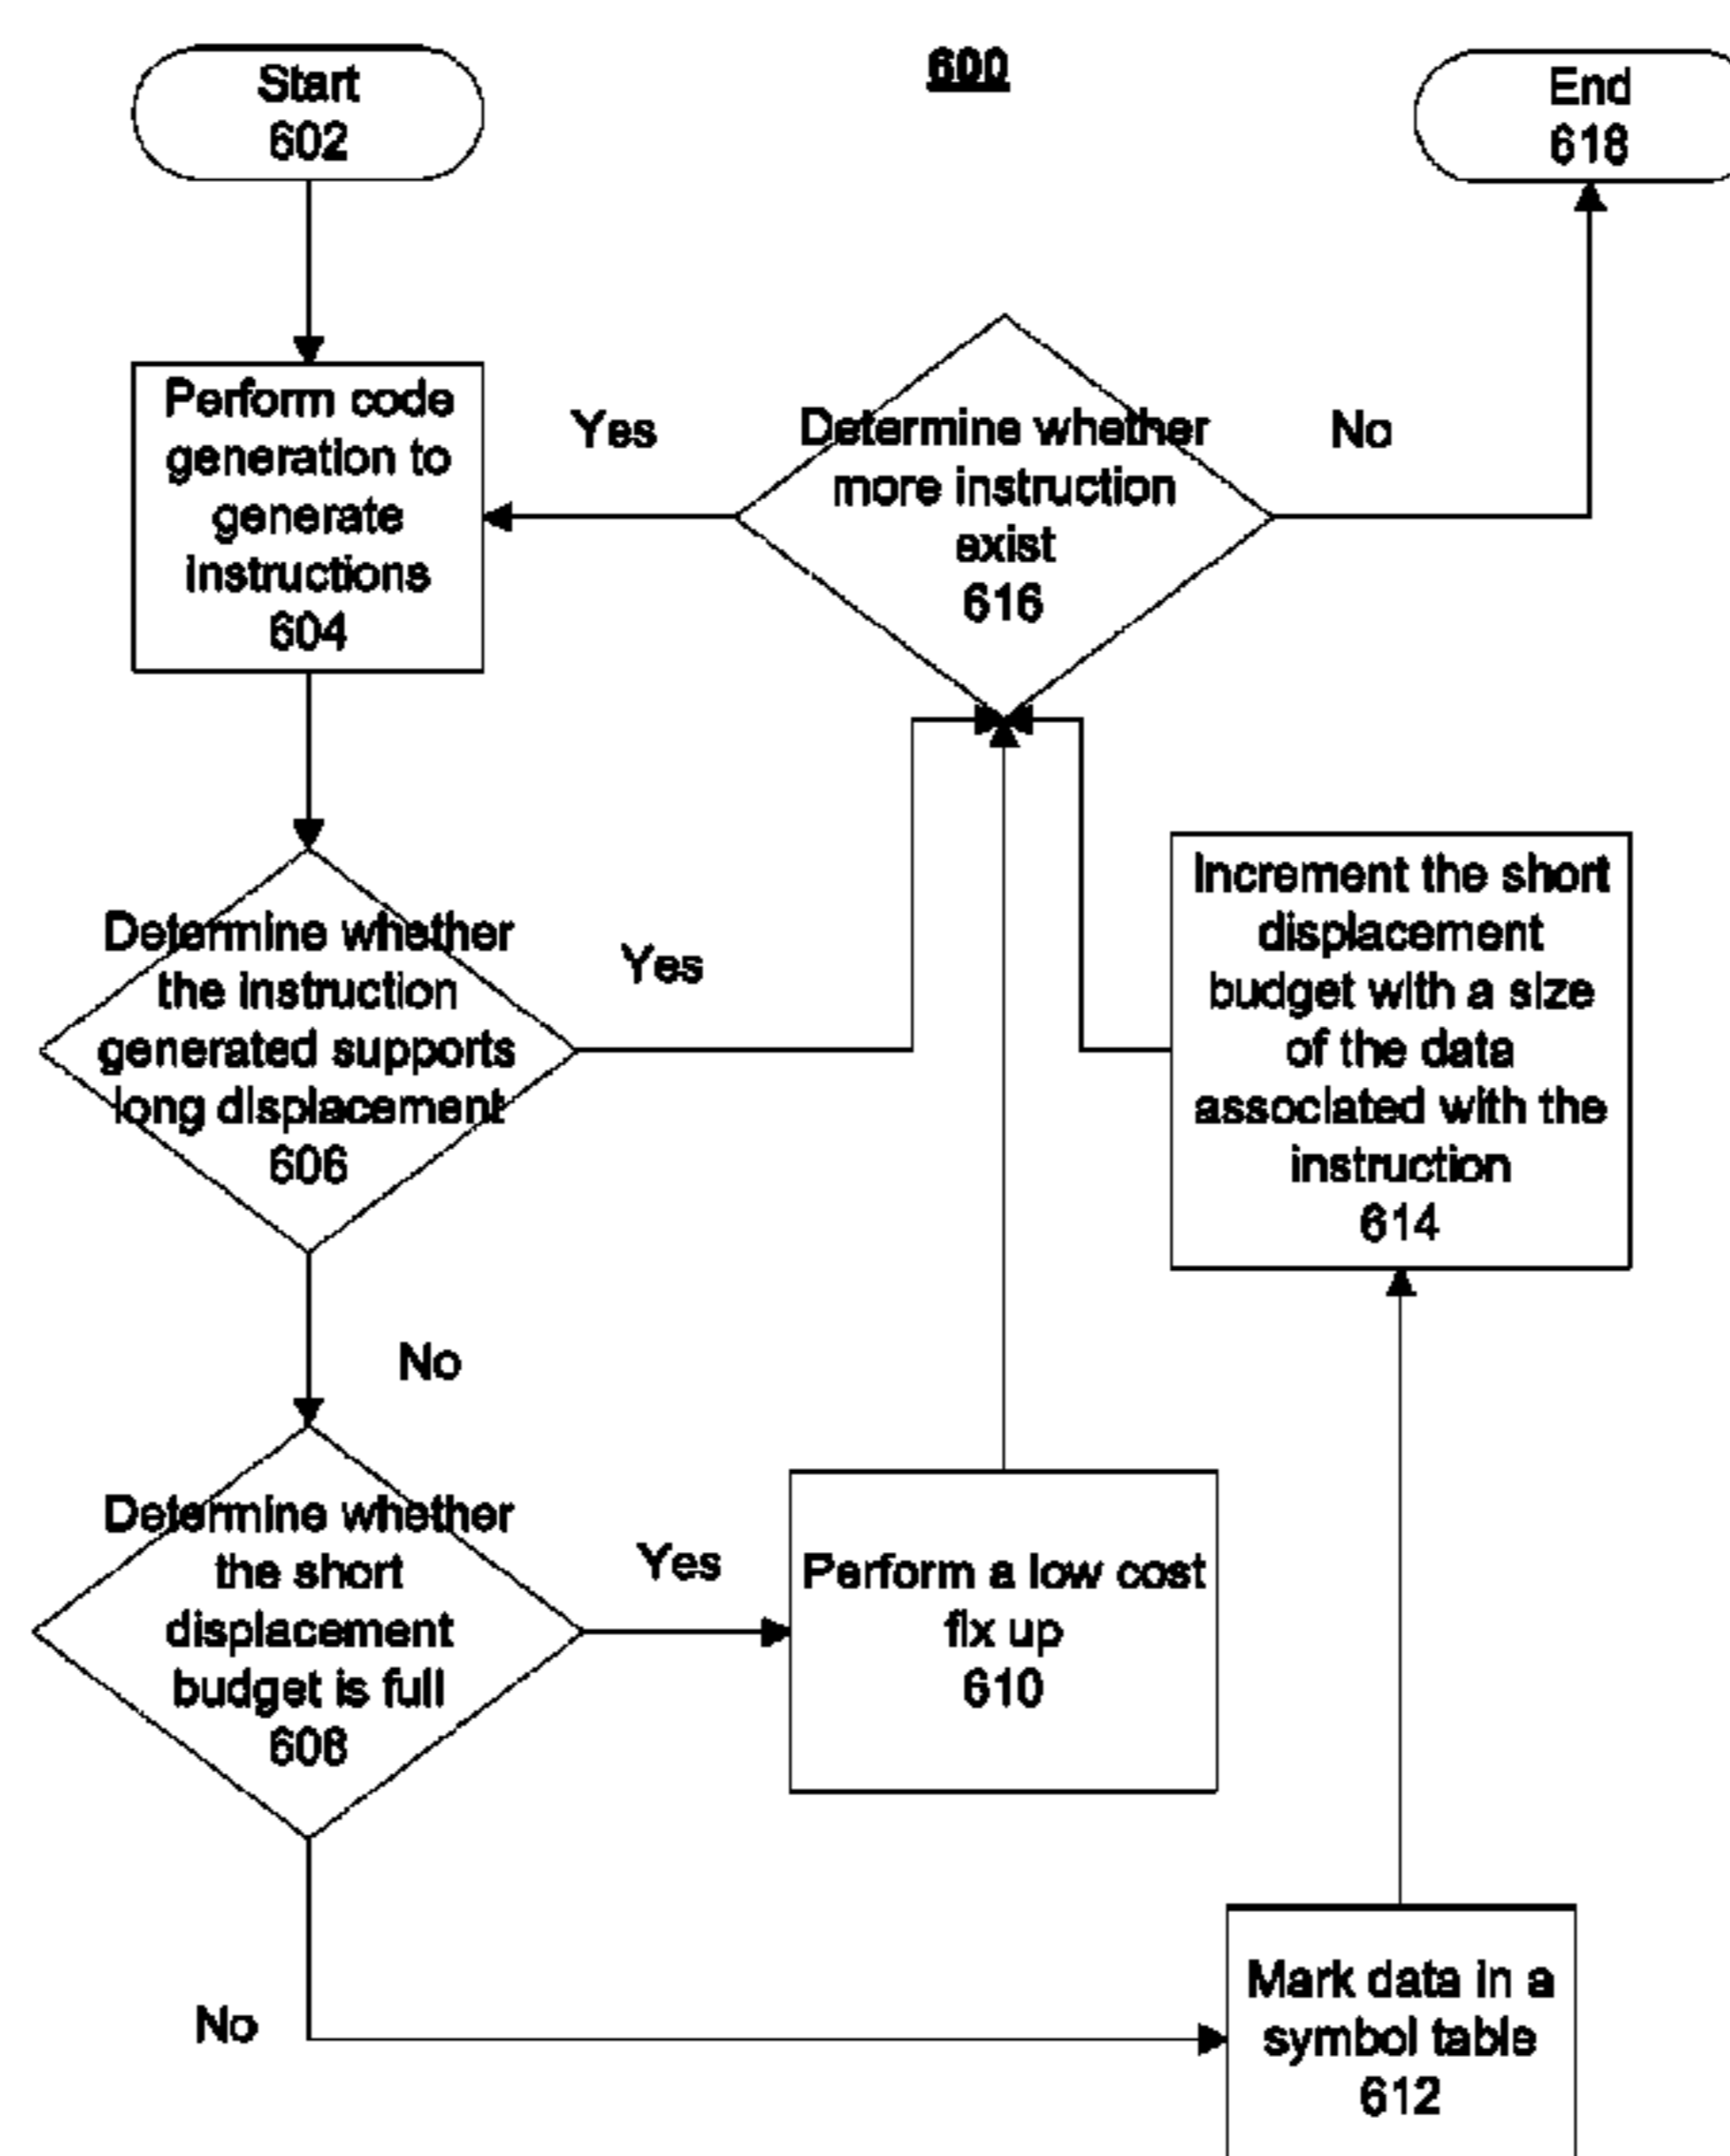 600
Start
602
End
618
Perform code
generation to
generate
instructions
604
Yes
Determine whether
more instruction
exist
616
No
Determine whether
the instruction
generated supports
long displacement
606
Yes
Increment the short
displacement
budget with a size
of the data
associated with the
instruction
614
No
Determine whether
the short
displacement
budget is full
608
Yes
Perform a low cost
fix up
610
No
Mark data in a
symbol table
612